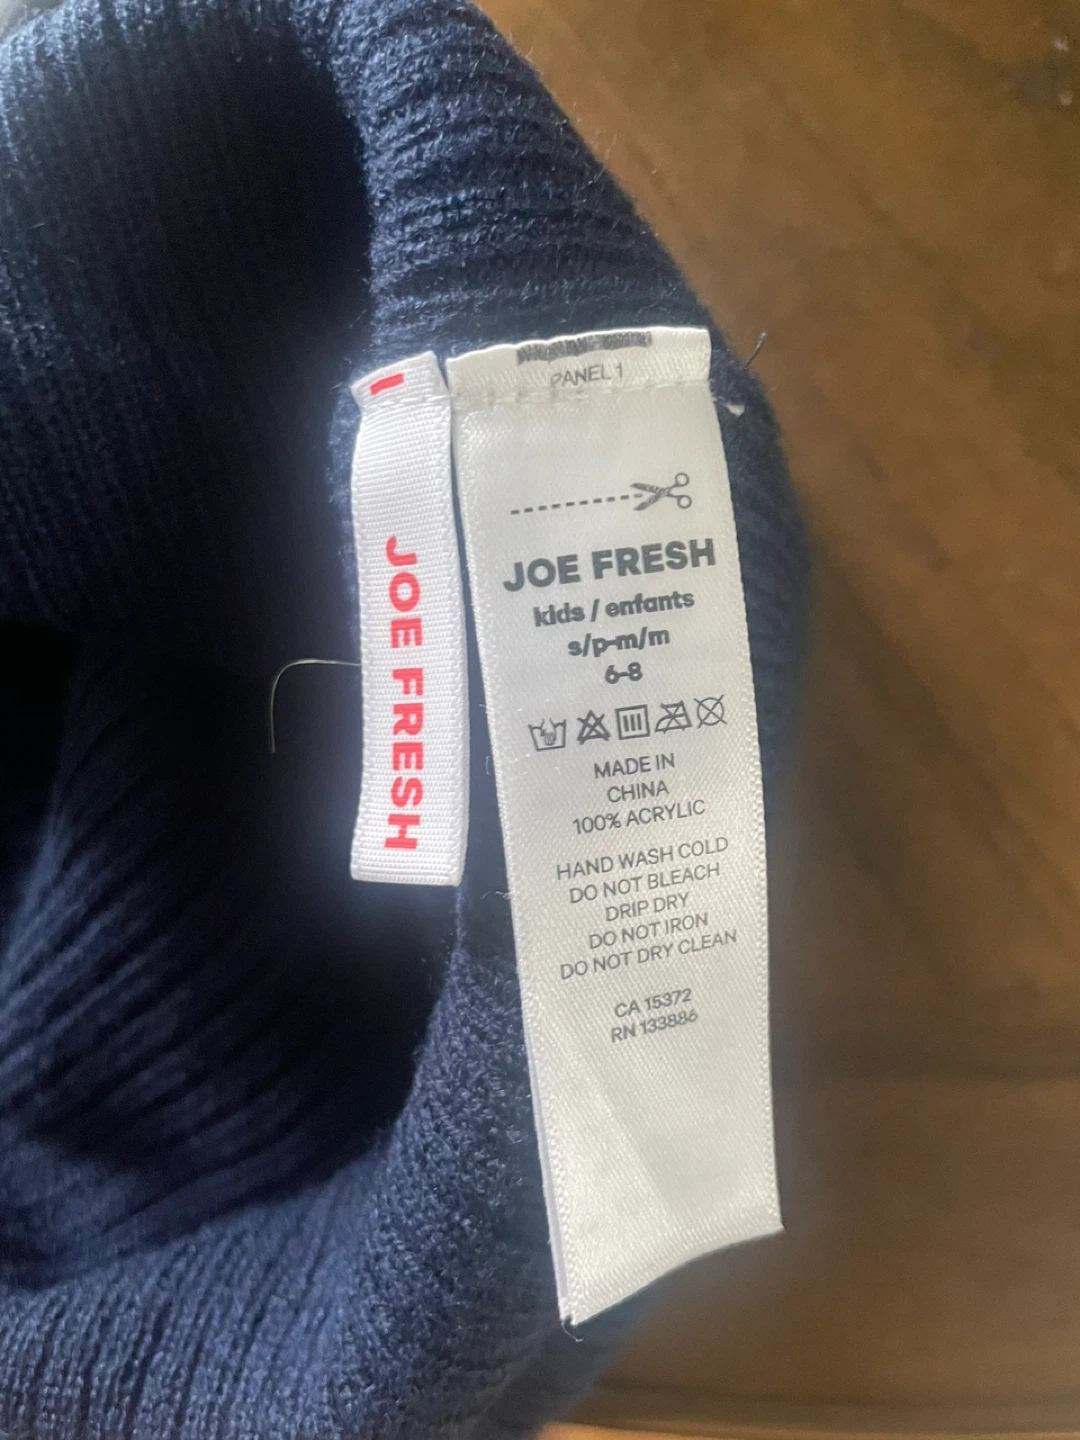 JOE FRESH
PANEL 1
JOE FRESH
kids / enfants
s/p-m/m
6-8
MADE IN
CHINA
100% ACRYLIC
HAND WASH COLD
DO NOT BLEACH
DRIP DRY
DO NOT IRON
DO NOT DRY CLEAN
CA 15372
RN 133886